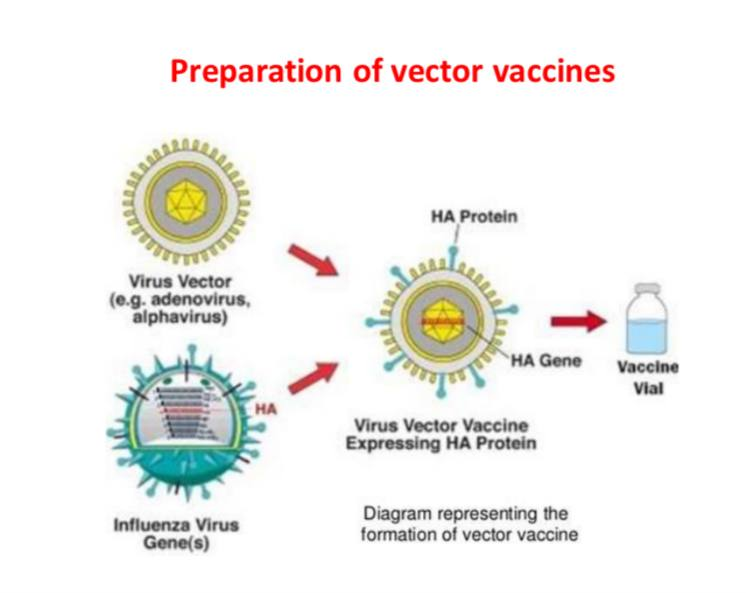 Preparation of vector vaccines
HA Protein
Virus Vector
(e.g. adenovirus,
alphavirus)
HA Gene
Vaccine
Vial
HA
Virus Vector Vaccine
Expressing HA Protein
Influenza Virus
Gene(s)
Diagram representing the
formation of vector vaccine